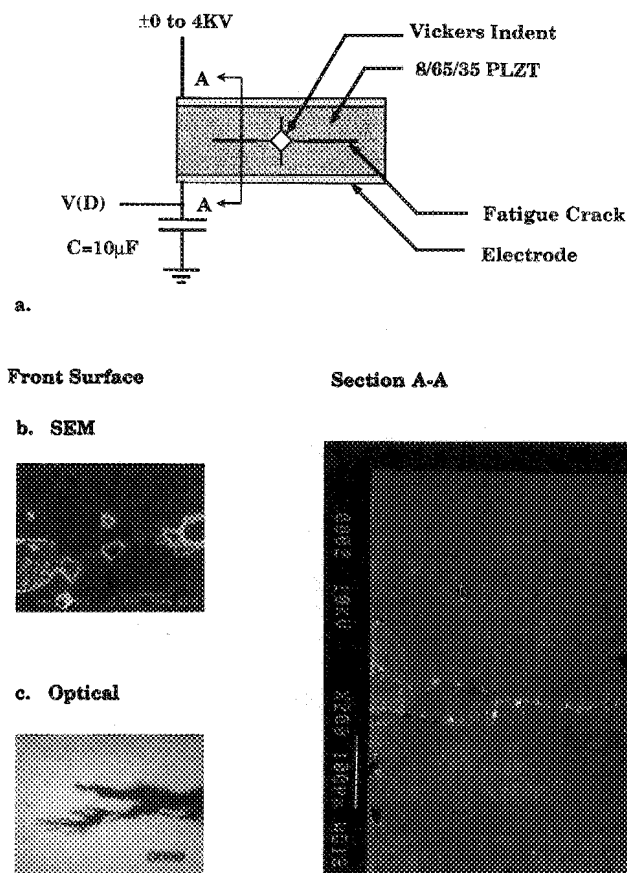 ±0 to 4KV
Vickers Indent
A
8/65/35 PLZT
V(D)
A
Fatigue Crack
C=10µF
Electrode
a.
Front Surface
Section A-A
b. SEM
c. Optical